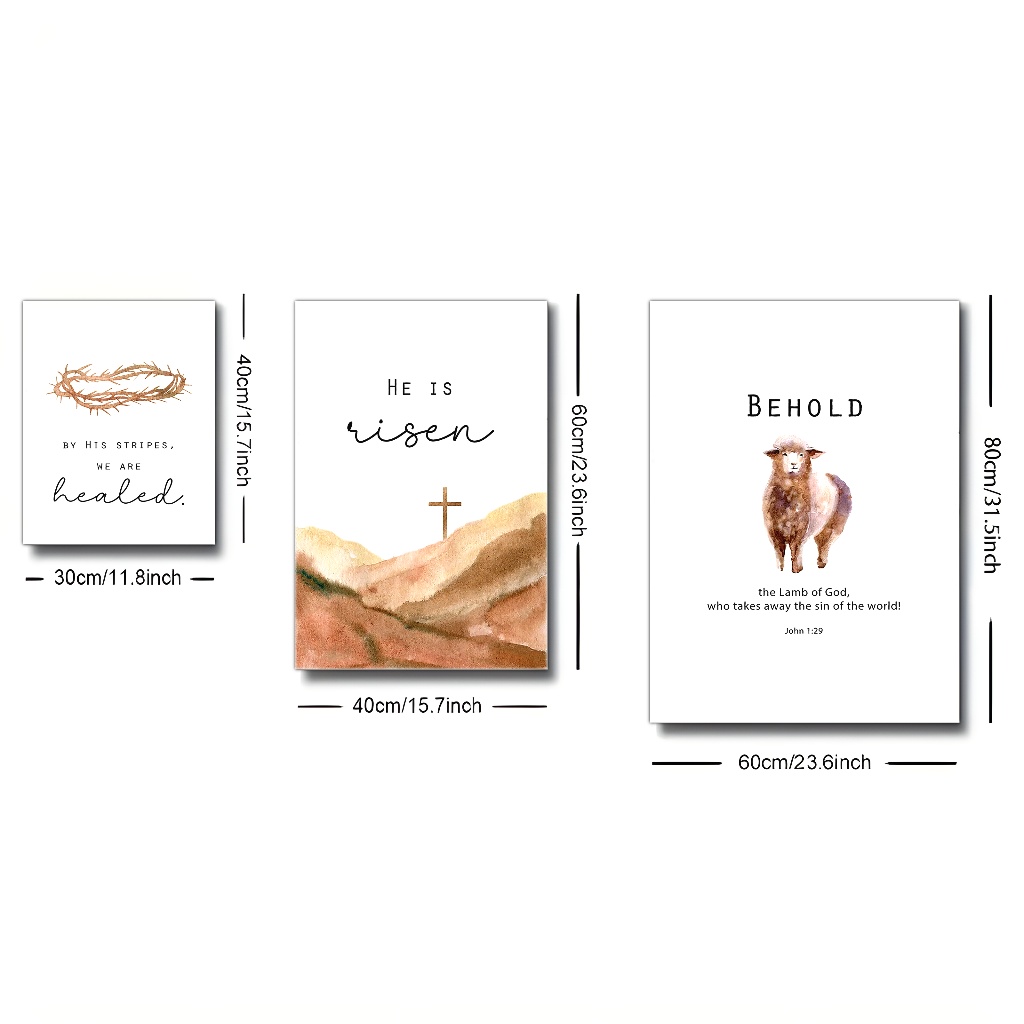 BY HIS STRIPES,
WE ARE
healed.
40cm/15.7inch
30cm/11.8inch
HE IS
risen
60cm/23.6inch
40cm/15.7inch
BEHOLD
the Lamb of God,
who takes away the sin of the world!
John 1:29
80cm/31.5inch
60cm/23.6inch